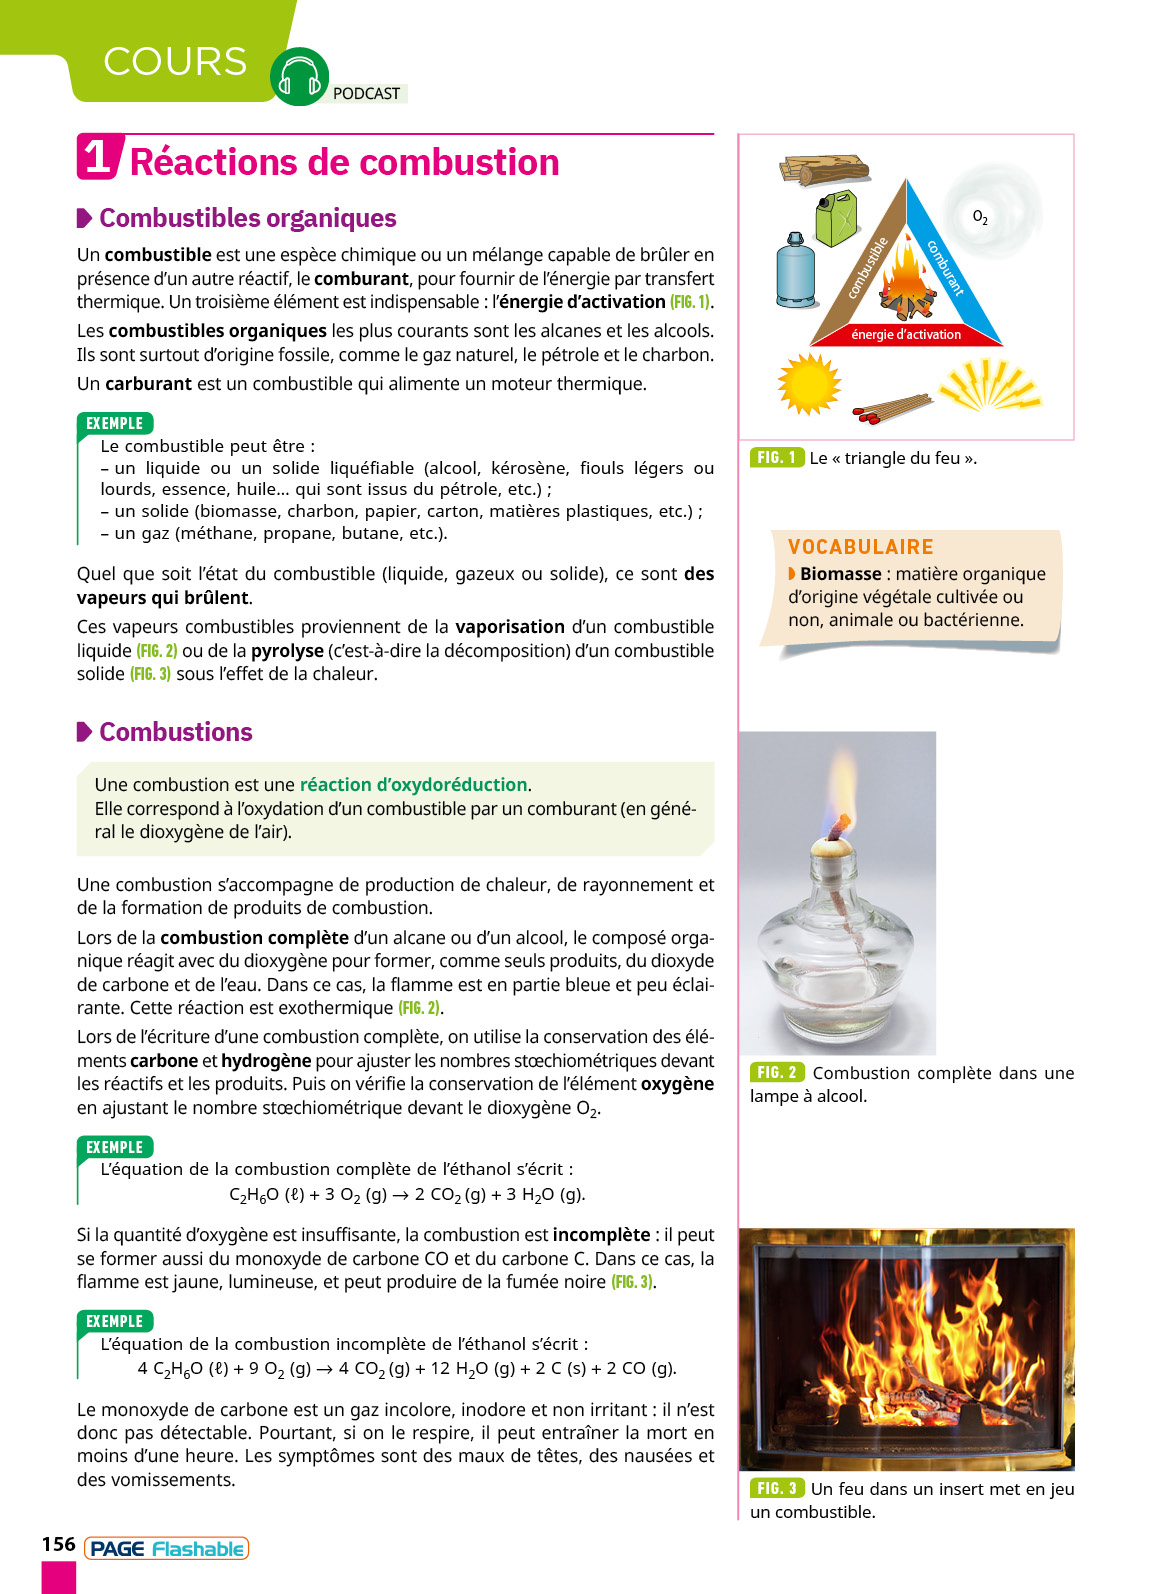 COURS
PODCAST
1 Réactions de combustion
Combustibles organiques
Un combustible est une espèce chimique ou un mélange capable de brûler en
présence d’un autre réactif, le comburant, pour fournir de l’énergie par transfert
thermique. Un troisième élément est indispensable : l’énergie d’activation (FIG. 1).
Les combustibles organiques les plus courants sont les alcanes et les alcools.
Ils sont surtout d’origine fossile, comme le gaz naturel, le pétrole et le charbon.
Un carburant est un combustible qui alimente un moteur thermique.
EXEMPLE
Le combustible peut être :
– un liquide ou un solide liquéfiable (alcool, kérosène, fiouls légers ou
lourds, essence, huile... qui sont issus du pétrole, etc.) ;
– un solide (biomasse, charbon, papier, carton, matières plastiques, etc.) ;
– un gaz (méthane, propane, butane, etc.).
Quel que soit l’état du combustible (liquide, gazeux ou solide), ce sont des
vapeurs qui brûlent.
Ces vapeurs combustibles proviennent de la vaporisation d’un combustible
liquide (FIG. 2) ou de la pyrolyse (c’est-à-dire la décomposition) d’un combustible
solide (FIG. 3) sous l’effet de la chaleur.
Combustions
Une combustion est une réaction d’oxydoréduction.
Elle correspond à l’oxydation d’un combustible par un comburant (en géné-
ral le dioxygène de l’air).
Une combustion s’accompagne de production de chaleur, de rayonnement et
de la formation de produits de combustion.
Lors de la combustion complète d’un alcane ou d’un alcool, le composé orga-
nique réagit avec du dioxygène pour former, comme seuls produits, du dioxyde
de carbone et de l’eau. Dans ce cas, la flamme est en partie bleue et peu éclai-
rante. Cette réaction est exothermique (FIG. 2).
Lors de l’écriture d’une combustion complète, on utilise la conservation des élé-
ments carbone et hydrogène pour ajuster les nombres stœchiométriques devant
les réactifs et les produits. Puis on vérifie la conservation de l’élément oxygène
en ajustant le nombre stœchiométrique devant le dioxygène O₂.
EXEMPLE
L’équation de la combustion complète de l’éthanol s’écrit :
C₂H₆O (ℓ) + 3 O₂ (g) → 2 CO₂ (g) + 3 H₂O (g).
Si la quantité d’oxygène est insuffisante, la combustion est incomplète : il peut
se former aussi du monoxyde de carbone CO et du carbone C. Dans ce cas, la
flamme est jaune, lumineuse, et peut produire de la fumée noire (FIG. 3).
EXEMPLE
L’équation de la combustion incomplète de l’éthanol s’écrit :
4 C₂H₆O (ℓ) + 9 O₂ (g) → 4 CO₂ (g) + 12 H₂O (g) + 2 C (s) + 2 CO (g).
Le monoxyde de carbone est un gaz incolore, inodore et non irritant : il n’est
donc pas détectable. Pourtant, si on le respire, il peut entraîner la mort en
moins d’une heure. Les symptômes sont des maux de têtes, des nausées et
des vomissements.
O₂
combustible
comburant
énergie d’activation
FIG. 1 Le « triangle du feu ».
VOCABULAIRE
Biomasse : matière organique
d’origine végétale cultivée ou
non, animale ou bactérienne.
FIG. 2 Combustion complète dans une
lampe à alcool.
FIG. 3 Un feu dans un insert met en jeu
un combustible.
156 PAGE Flashable